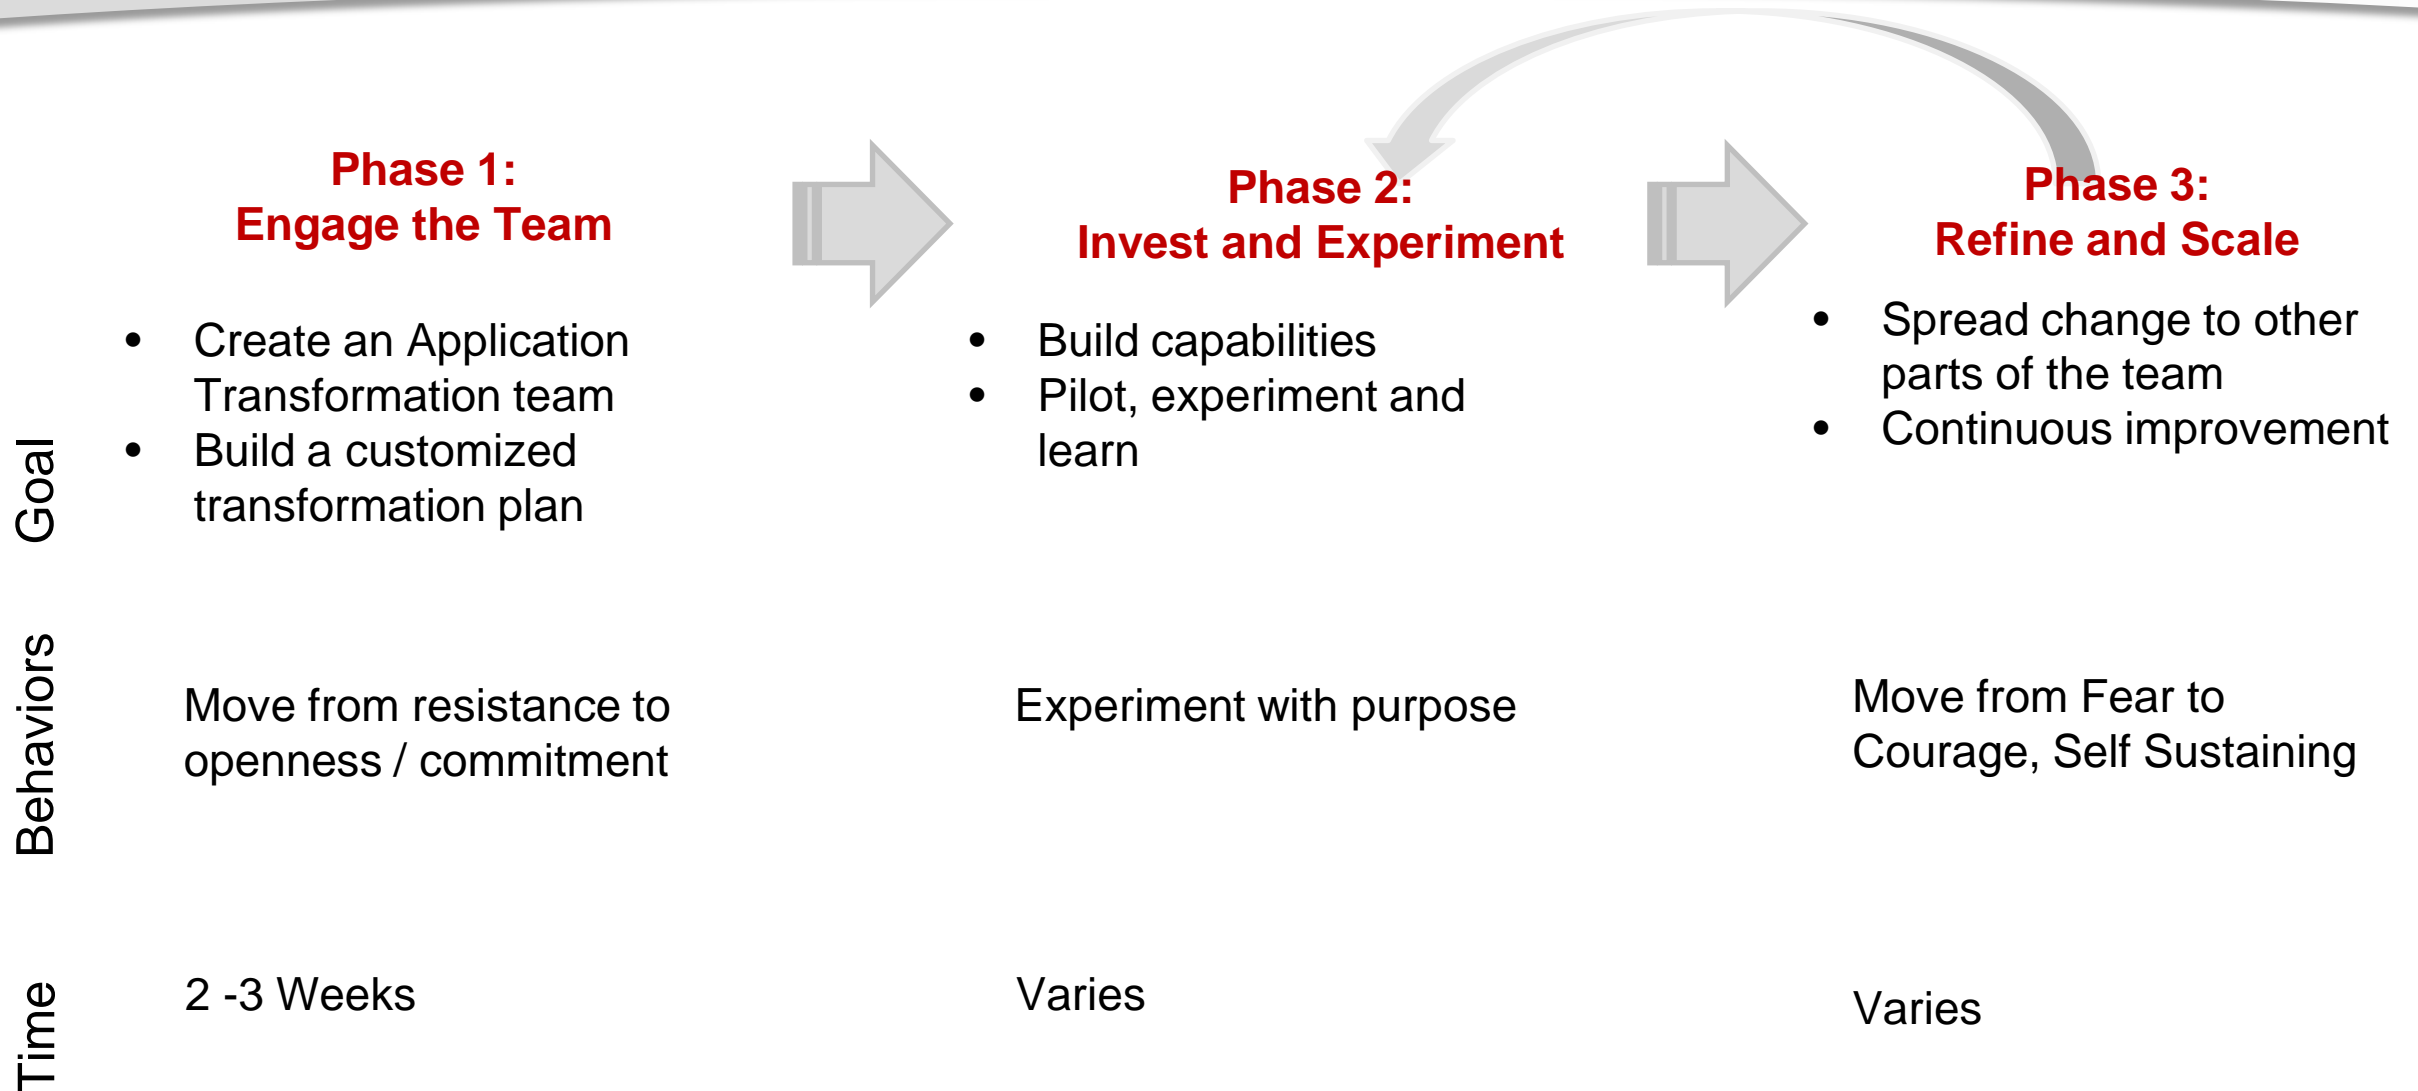 Phase 1:
Engage the Team
Phase 2:
Invest and Experiment
Phase 3:
Refine and Scale
Goal
• Create an Application
Transformation team
• Build a customized
transformation plan
• Build capabilities
• Pilot, experiment and
learn
• Spread change to other
parts of the team
• Continuous improvement
Behaviors
Move from resistance to
openness / commitment
Experiment with purpose
Move from Fear to
Courage, Self Sustaining
Time
2 -3 Weeks
Varies
Varies